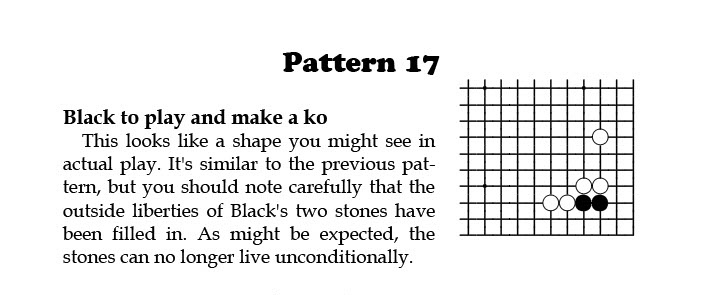 Pattern 17
Black to play and make a ko
This looks like a shape you might see in
actual play. It's similar to the previous pat-
tern, but you should note carefully that the
outside liberties of Black's two stones have
been filled in. As might be expected, the
stones can no longer live unconditionally.